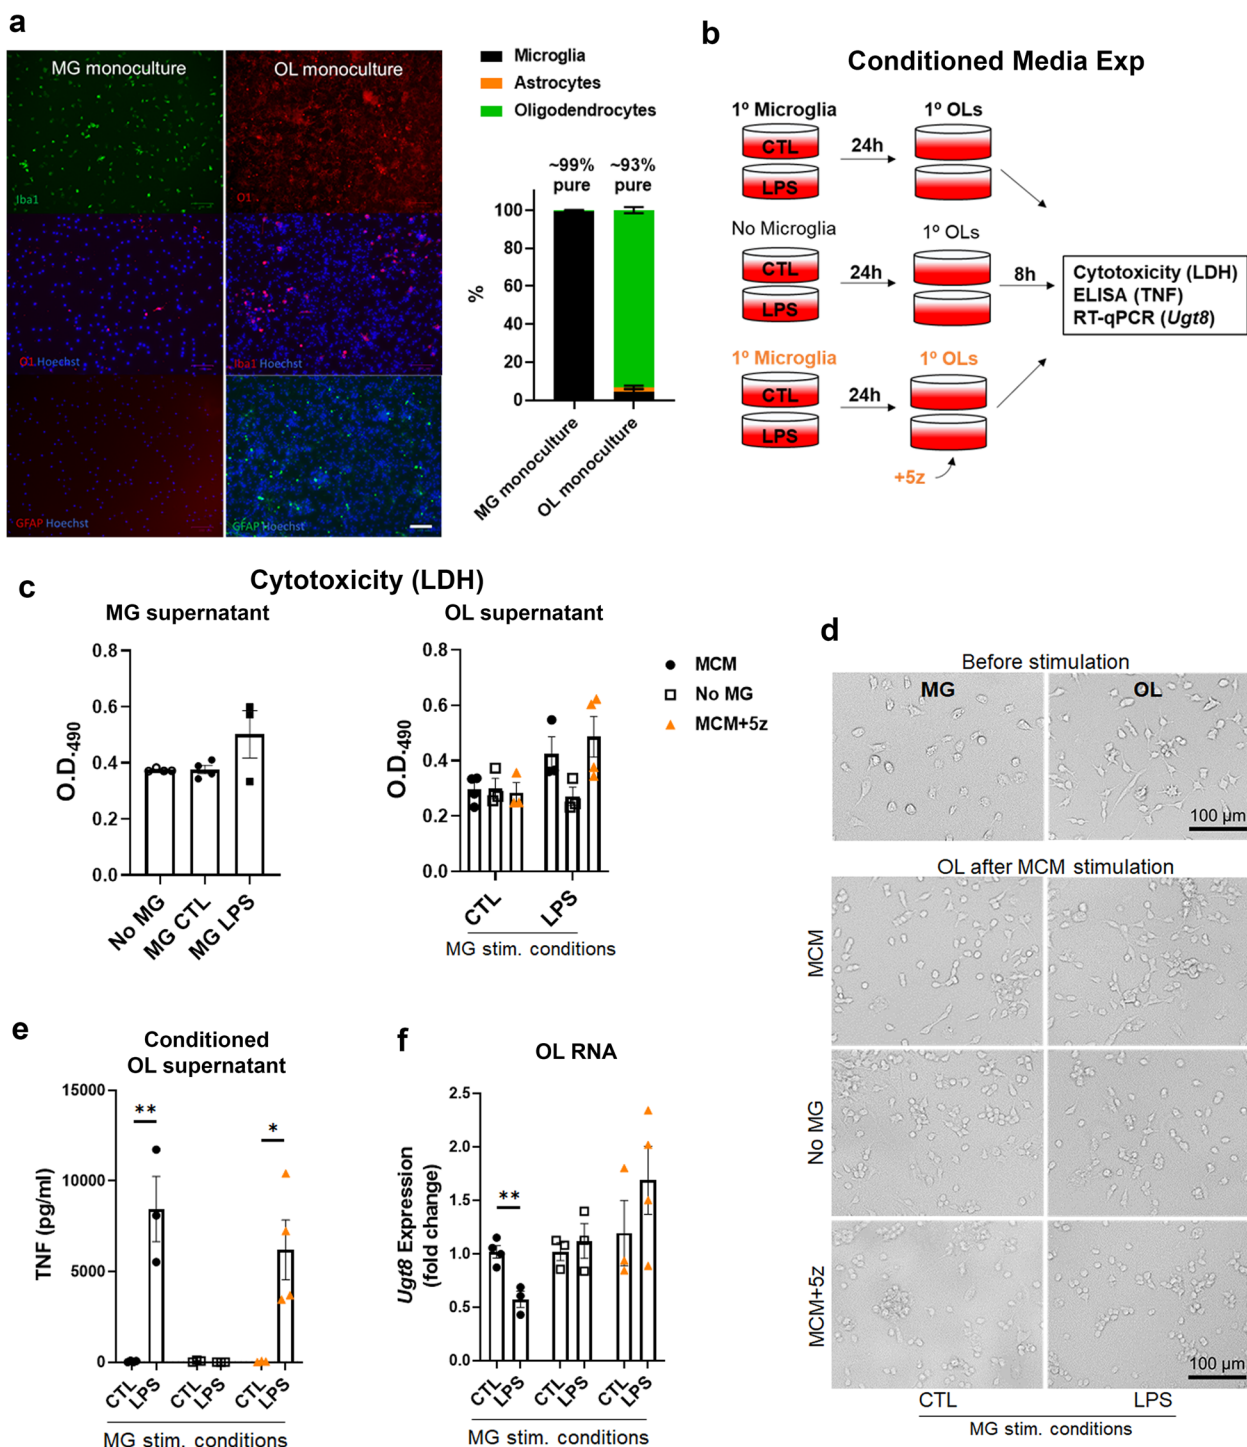 a
MG monoculture
OL monoculture
Iba1
O1
O1 Hoechst
Iba1 Hoechst
GFAP Hoechst
GFAP Hoechst
Microglia
Astrocytes
Oligodendrocytes
~99% pure
~93% pure
100
80
60
40
20
0
%
MG monoculture
OL monoculture
b
Conditioned Media Exp
1º Microglia
1º OLs
CTL
24h
LPS
No Microglia
1º OLs
CTL
24h
8h
LPS
Cytotoxicity (LDH)
ELISA (TNF)
RT-qPCR (Ugt8)
1º Microglia
1º OLs
CTL
24h
LPS
+5z
c
Cytotoxicity (LDH)
MG supernatant
0.8
0.6
0.4
0.2
0.0
O.D.490
No MG
MG CTL
MG LPS
OL supernatant
0.8
0.6
0.4
0.2
0.0
O.D.490
CTL
LPS
MG stim. conditions
MCM
No MG
MCM+5z
d
Before stimulation
MG
OL
100 µm
OL after MCM stimulation
MCM
No MG
MCM+5z
100 µm
CTL
LPS
MG stim. conditions
e
Conditioned
OL supernatant
15000
10000
5000
0
TNF (pg/ml)
**
*
CTL
LPS
CTL
LPS
CTL
LPS
MG stim. conditions
f
OL RNA
2.5
2.0
1.5
1.0
0.5
0.0
Ugt8 Expression
(fold change)
**
CTL
LPS
CTL
LPS
CTL
LPS
MG stim. conditions